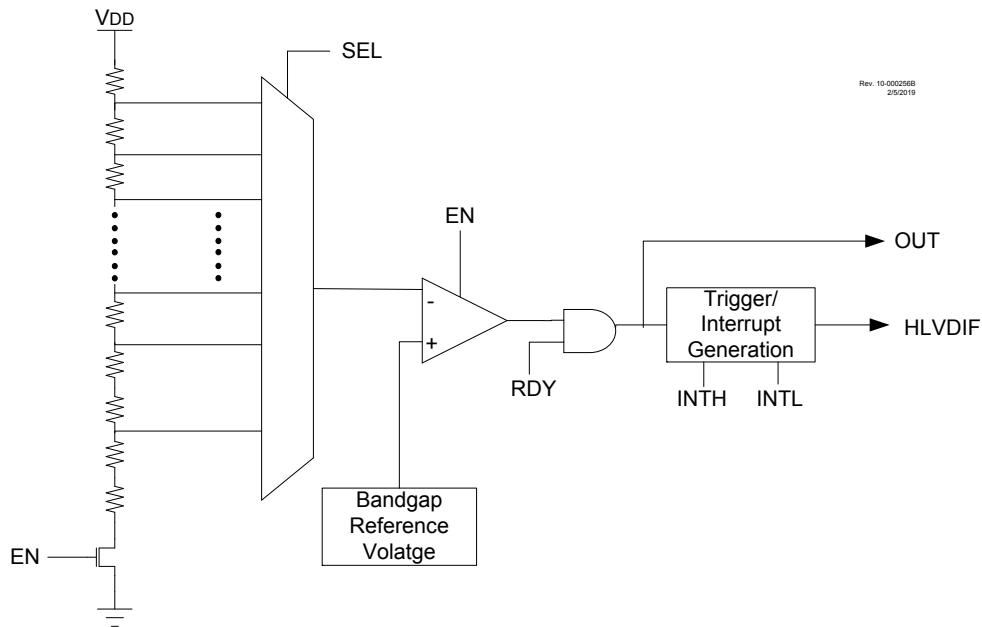 VDD
SEL
Rev. 10-000256B
2/5/2019
EN
OUT
-
+
Trigger/
Interrupt
Generation
HLVDIF
RDY
INTH
INTL
Bandgap
Reference
Volatge
EN